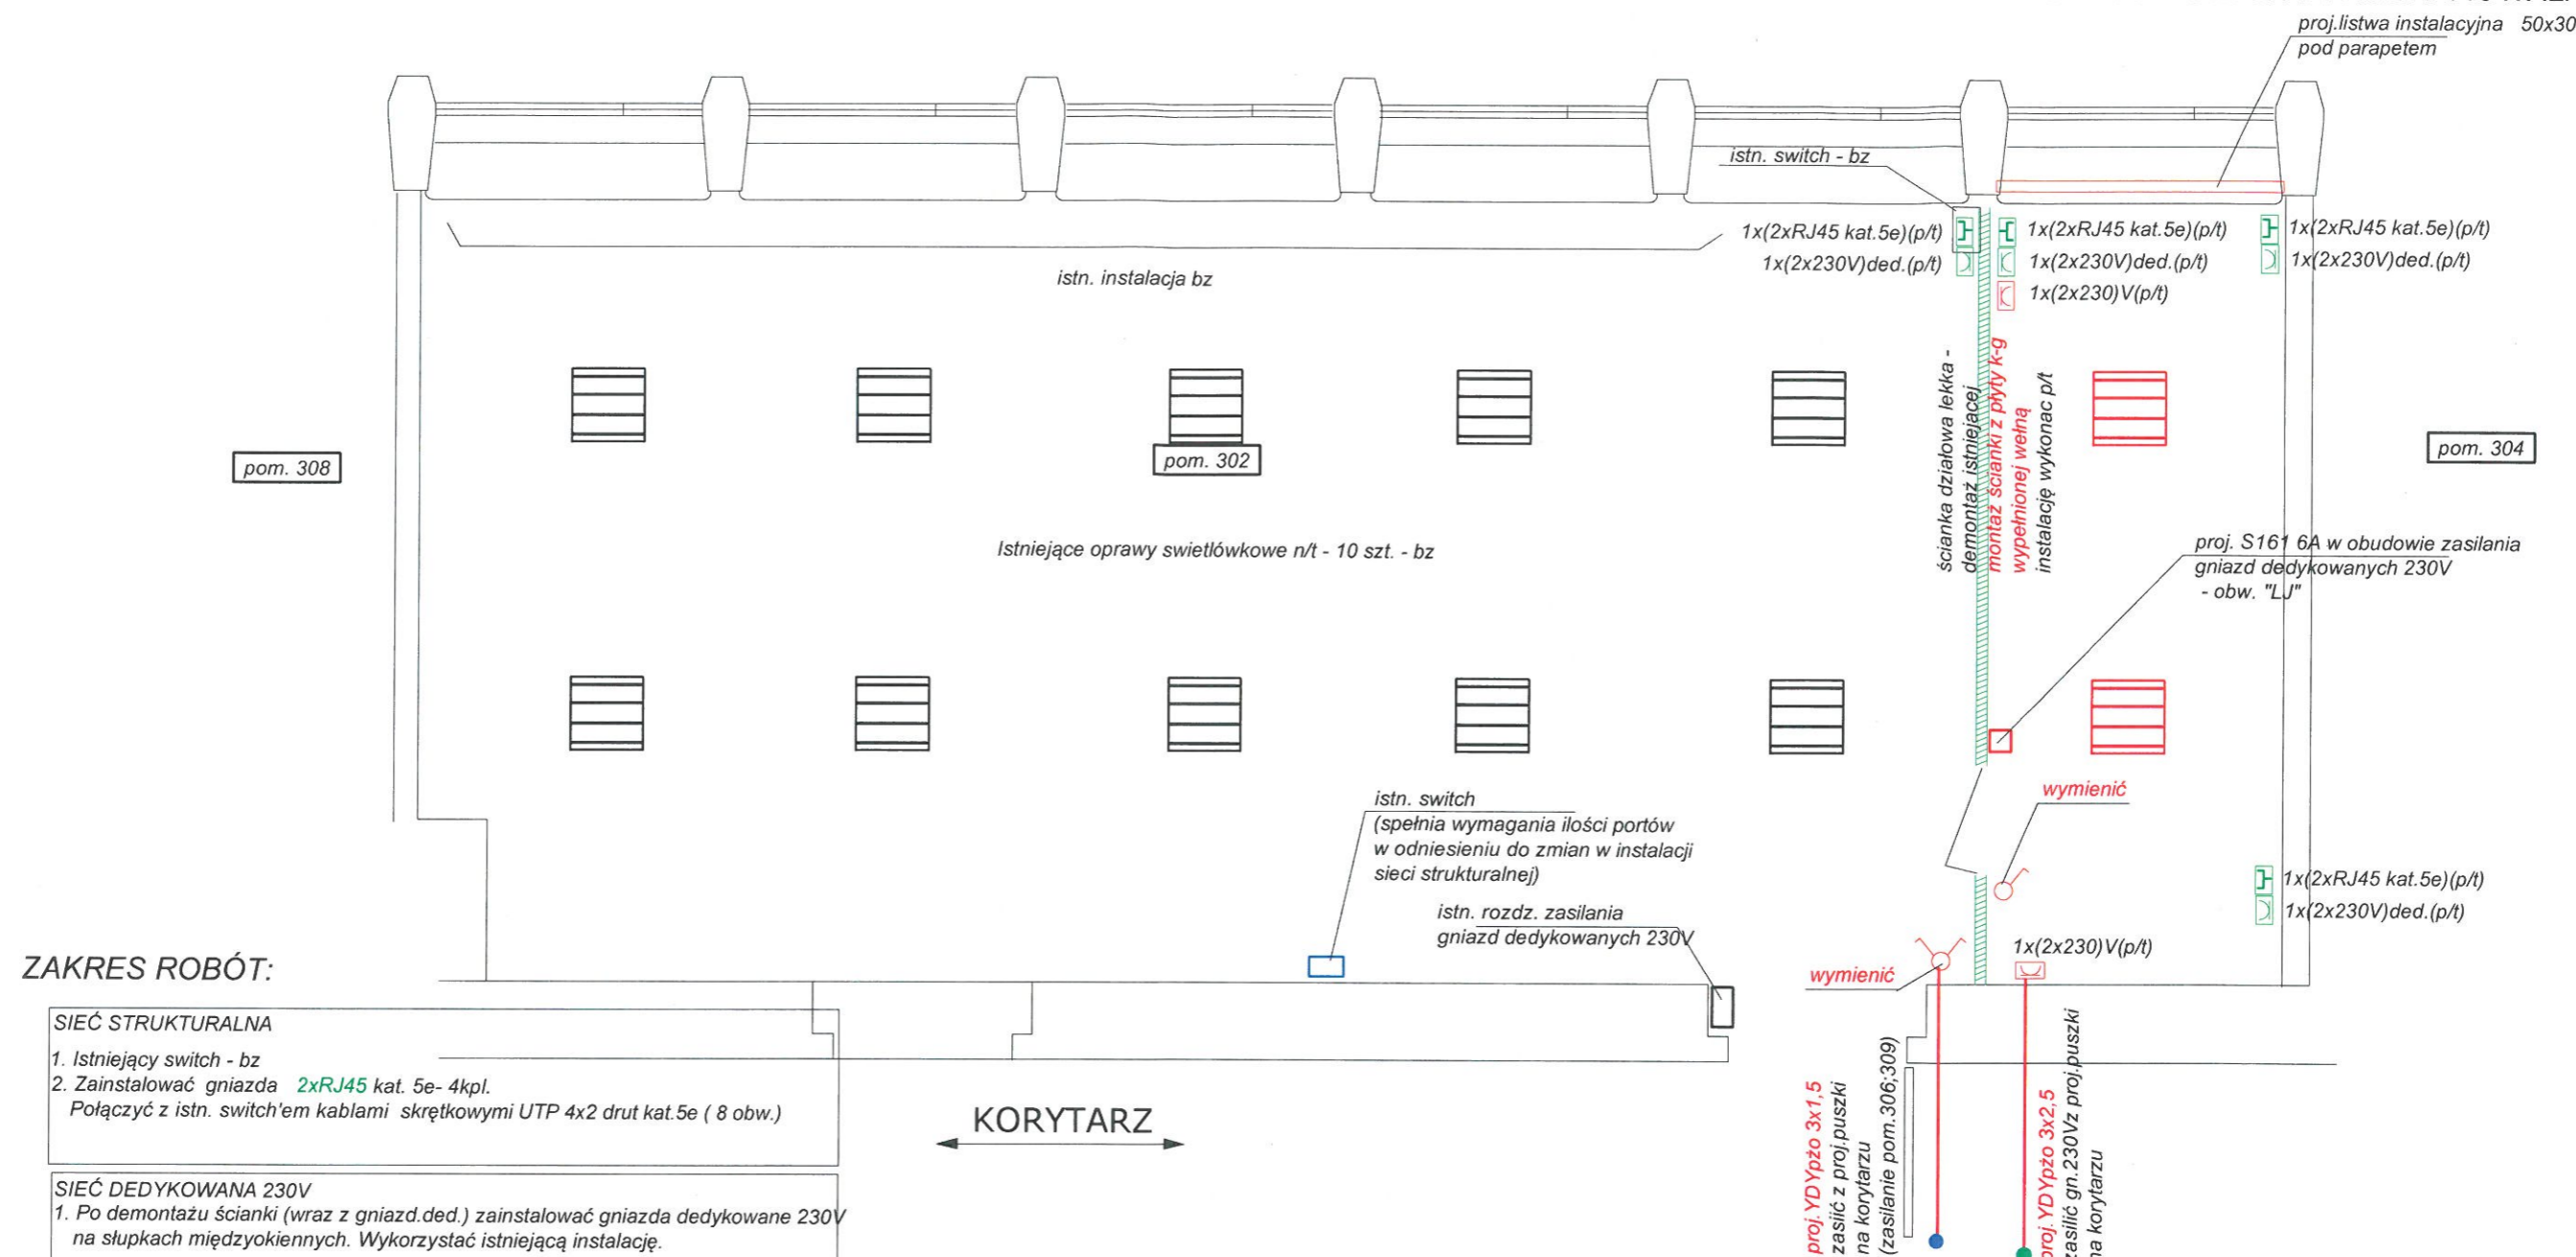 proj.listwa instalacyjna 50x30
pod parapetem
istn. switch - bz
1x(2xRJ45 kat.5e)(p/t)
1x(2x230V)ded.(p/t)
1x(2xRJ45 kat.5e)(p/t)
1x(2x230V)ded.(p/t)
1x(2x230)V(p/t)
1x(2xRJ45 kat.5e)(p/t)
1x(2x230V)ded.(p/t)
istn. instalacja bz
ścianka działowa lekka -
demontaż istniejącej
montaż ścianki z płyty k-g
wypełnionej wełną
instalację wykonac p/t
pom. 308
pom. 302
pom. 304
Istniejące oprawy swietlówkowe n/t - 10 szt. - bz
proj. S161 6A w obudowie zasilania
gniazd dedykowanych 230V
- obw. "LJ"
wymienić
istn. switch
(spełnia wymagania ilości portów
w odniesieniu do zmian w instalacji
sieci strukturalnej)
istn. rozdz. zasilania
gniazd dedykowanych 230V
1x(2xRJ45 kat.5e)(p/t)
1x(2x230V)ded.(p/t)
1x(2x230)V(p/t)
wymienić
ZAKRES ROBÓT:
SIEĆ STRUKTURALNA
1. Istniejący switch - bz
2. Zainstalować gniazda 2xRJ45 kat. 5e- 4kpl.
Połączyć z istn. switch'em kablami skrętkowymi UTP 4x2 drut kat.5e ( 8 obw.)
KORYTARZ
SIEĆ DEDYKOWANA 230V
1. Po demontażu ścianki (wraz z gniazd.ded.) zainstalować gniazda dedykowane 230V
na słupkach międzyokiennych. Wykorzystać istniejącą instalację.
proj.YDYpżo 3x1,5
zasiić z proj.puszki
na korytarzu
(zasilanie pom.306;309)
proj.YDYpżo 3x2,5
zasilić gn.230Vz proj.puszki
na korytarzu